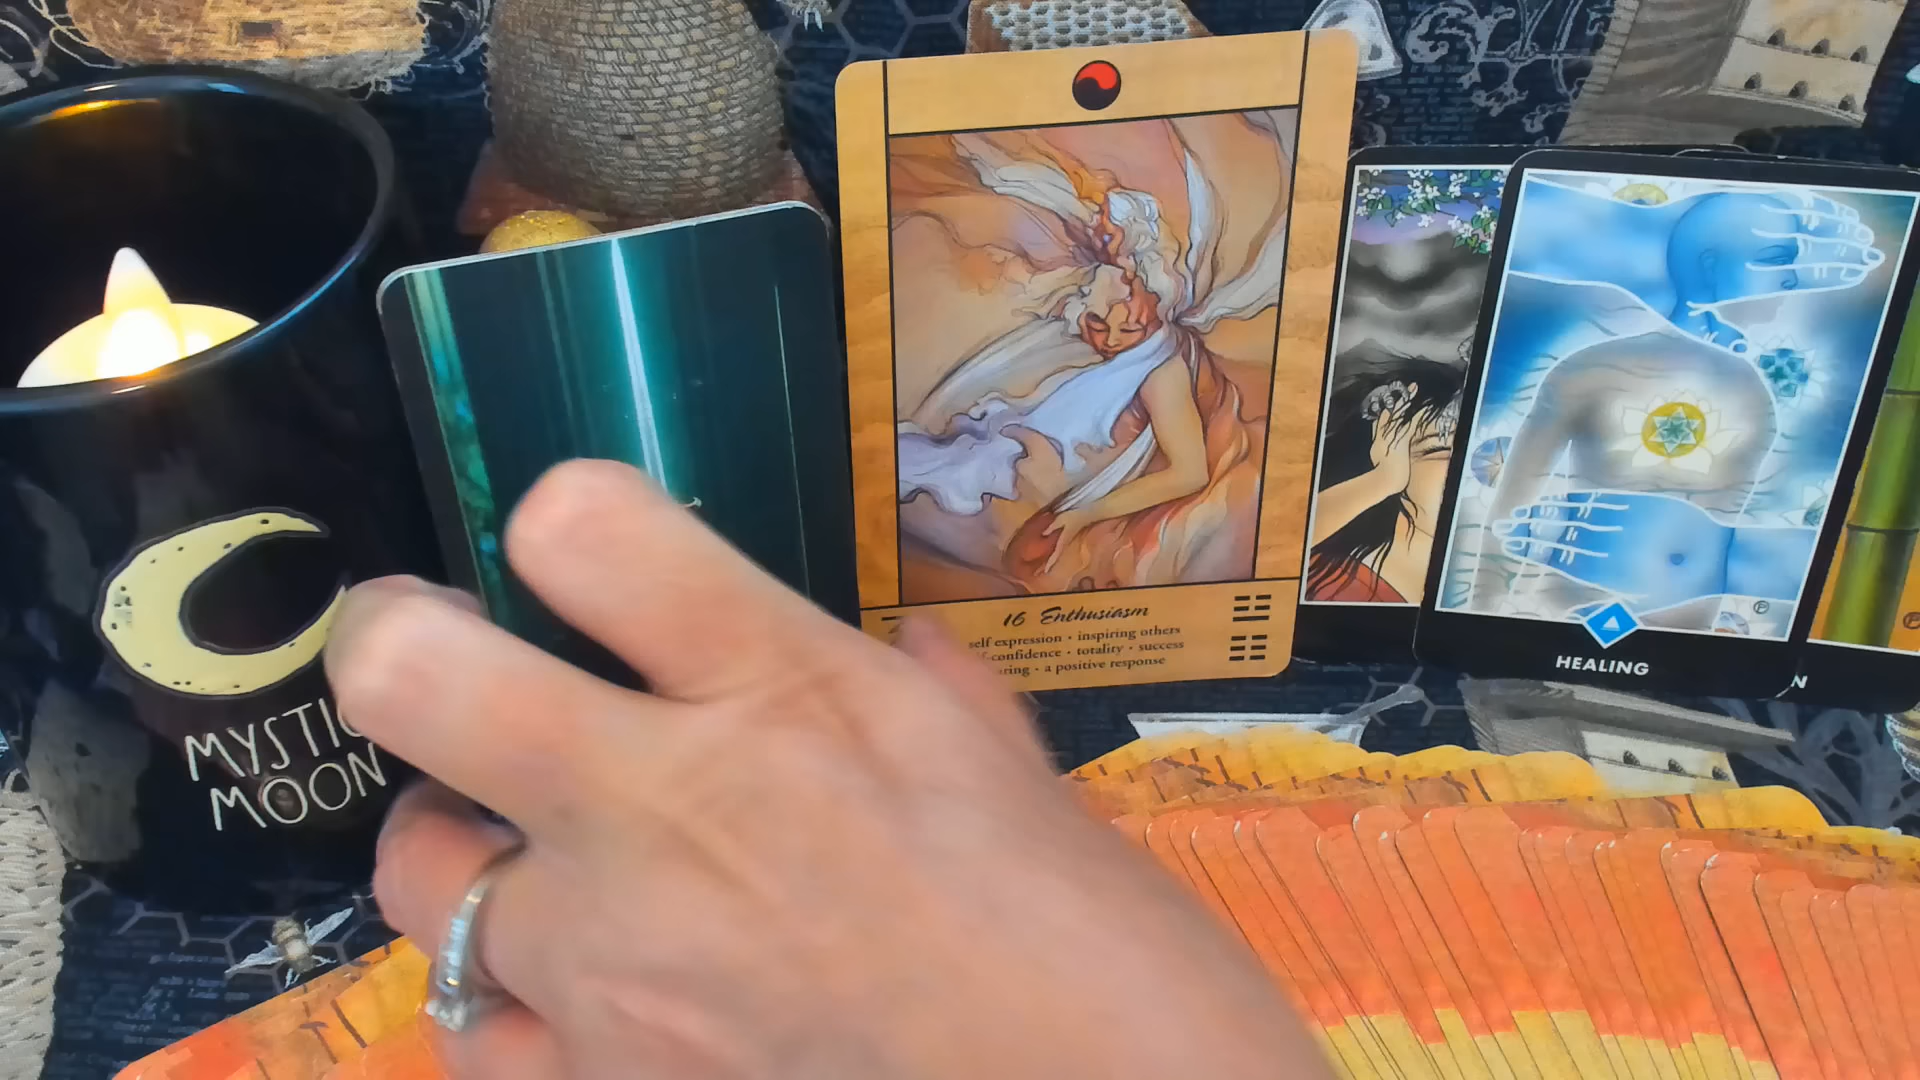 MYSTIC
MOON
16 Enthusiasm
self expression · inspiring others
confidence · totality · success
a positive response
HEALING
N